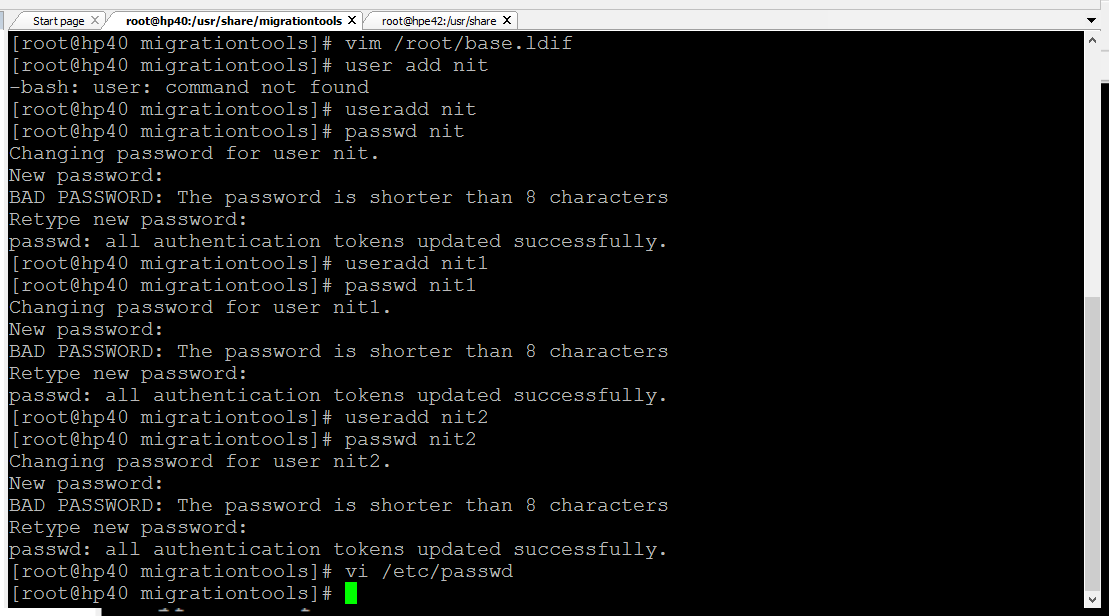 Start page
root@hp40:/usr/share/migrationtools
root@hpe42:/usr/share
[root@hp40 migrationtools]# vim /root/base.ldif
[root@hp40 migrationtools]# user add nit
-bash: user: command not found
[root@hp40 migrationtools]# useradd nit
[root@hp40 migrationtools]# passwd nit
Changing password for user nit.
New password:
BAD PASSWORD: The password is shorter than 8 characters
Retype new password:
passwd: all authentication tokens updated successfully.
[root@hp40 migrationtools]# useradd nit1
[root@hp40 migrationtools]# passwd nit1
Changing password for user nit1.
New password:
BAD PASSWORD: The password is shorter than 8 characters
Retype new password:
passwd: all authentication tokens updated successfully.
[root@hp40 migrationtools]# useradd nit2
[root@hp40 migrationtools]# passwd nit2
Changing password for user nit2.
New password:
BAD PASSWORD: The password is shorter than 8 characters
Retype new password:
passwd: all authentication tokens updated successfully.
[root@hp40 migrationtools]# vi /etc/passwd
[root@hp40 migrationtools]#